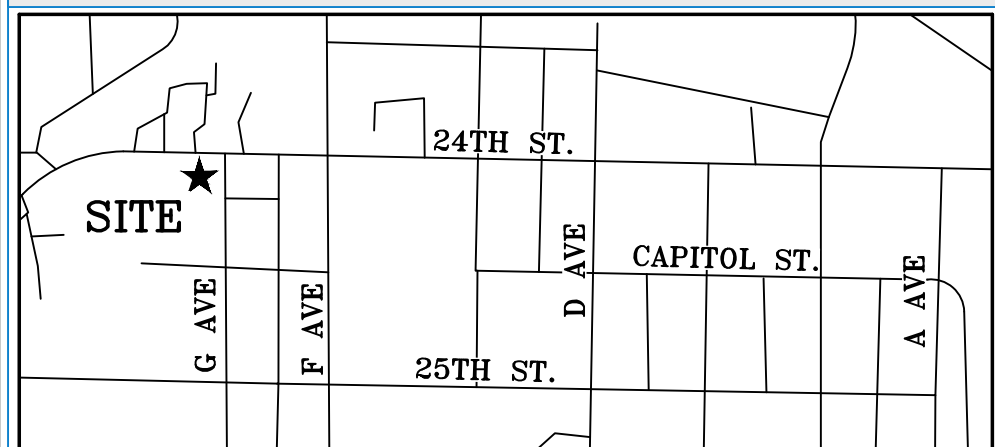 24TH ST.
SITE
CAPITOL ST.
D AVE
A AVE
G AVE
F AVE
25TH ST.